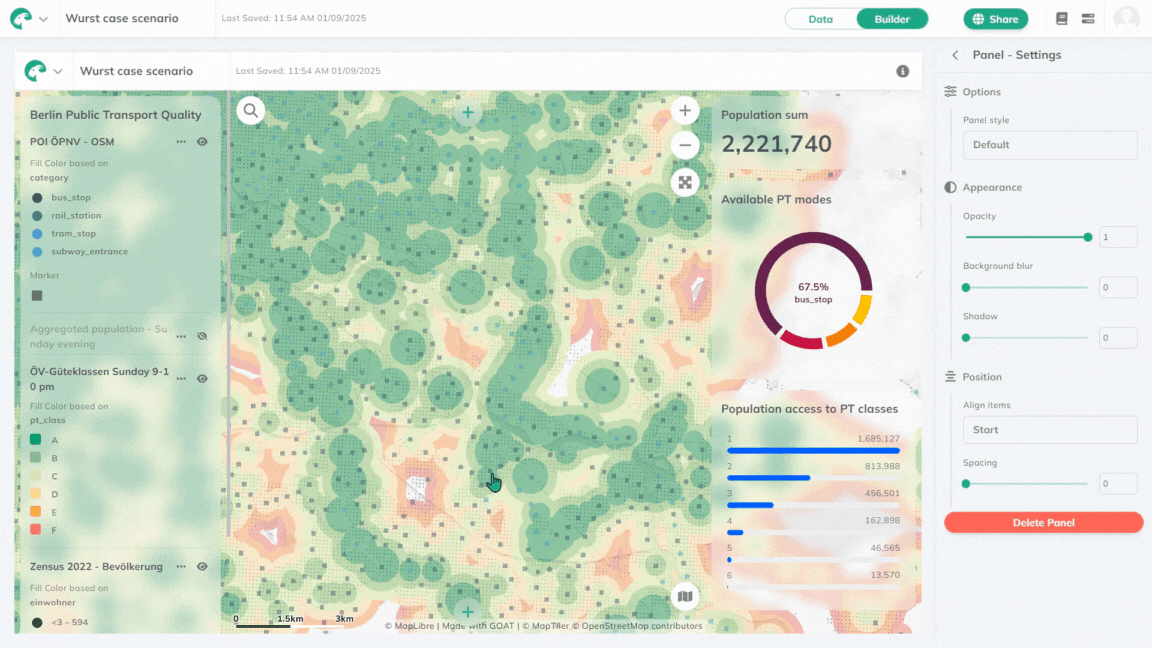 Wurst case scenario
Last Saved: 11:54 AM 01/09/2025
Data
Builder
Share
Wurst case scenario
Last Saved: 11:54 AM 01/09/2025
Berlin Public Transport Quality
POI ÖPNV - OSM
Fill Color based on
category
bus_stop
rail_station
tram_stop
subway_entrance
Marker
Aggregated population - Su
nday evening
ÖV-Güteklassen Sunday 9-1
0 pm
Fill Color based on
pt_class
A
B
C
D
E
F
Zensus 2022 - Bevölkerung
Fill Color based on
einwohner
<3 - 594
0 1.5km 3km
© MapLibre | Made with GOAT | © MapTiler © OpenStreetMap contributors
Population sum
2,221,740
Available PT modes
67.5%
bus_stop
Population access to PT classes
1 1,685,127
2 813,988
3 456,501
4 162,898
5 46,565
6 13,570
Panel - Settings
Options
Panel style
Default
Appearance
Opacity
1
Background blur
0
Shadow
0
Position
Align items
Start
Spacing
0
Delete Panel